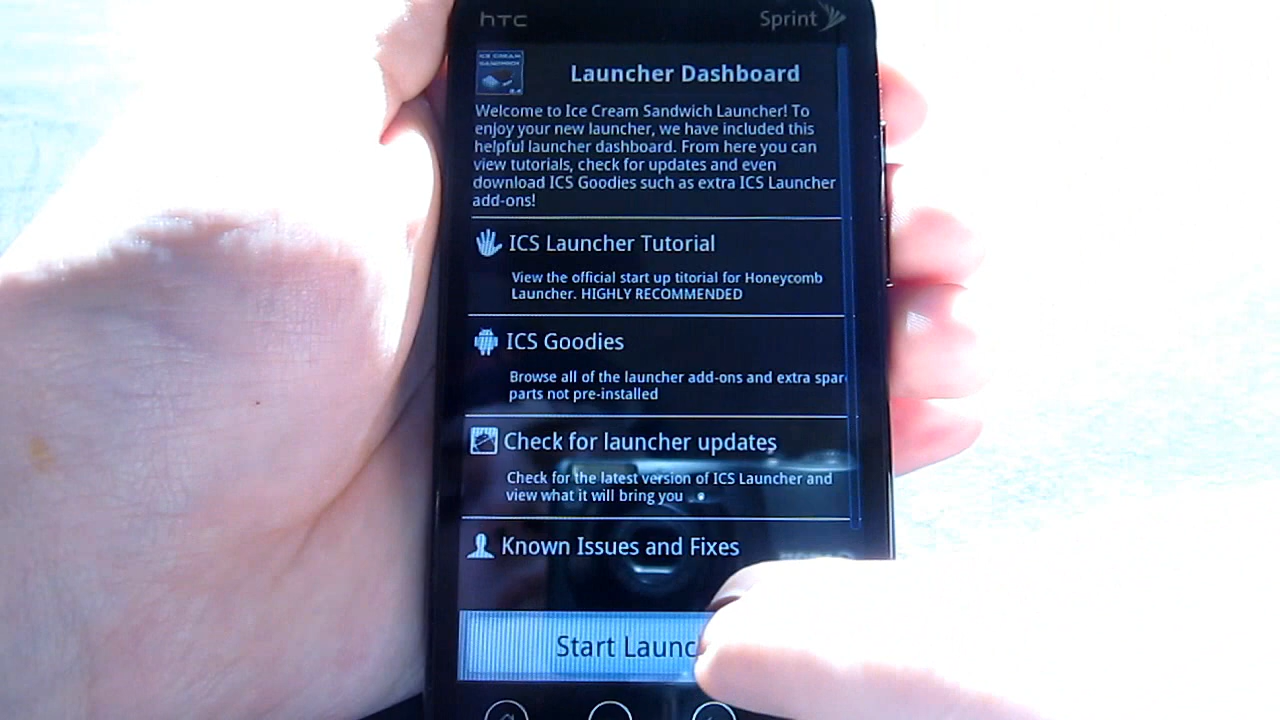 hTC Sprint
ICE CREAM
SANDWICH
Launcher Dashboard
Welcome to Ice Cream Sandwich Launcher! To
enjoy your new launcher, we have included this
helpful launcher dashboard. From here you can
view tutorials, check for updates and even
download ICS Goodies such as extra ICS Launcher
add-ons!
ICS Launcher Tutorial
View the official start up titorial for Honeycomb
Launcher. HIGHLY RECOMMENDED
ICS Goodies
Browse all of the launcher add-ons and extra spar
parts not pre-installed
Check for launcher updates
Check for the latest version of ICS Launcher and
view what it will bring you
Known Issues and Fixes
Start Launc